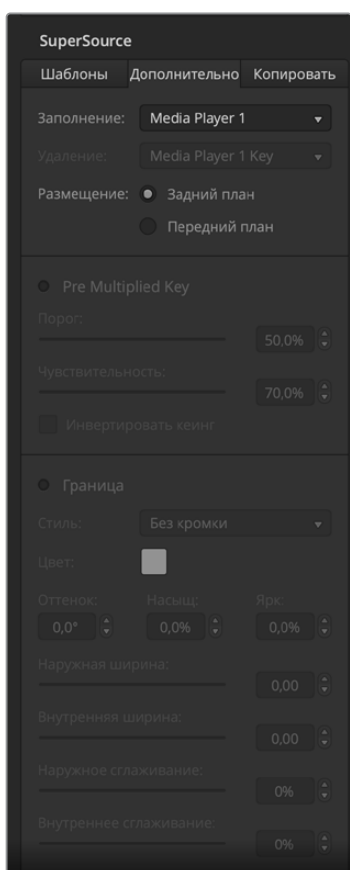 SuperSource
Шаблоны Дополнительно Копировать
Заполнение: Media Player 1
Удаление: Media Player 1 Key
Размещение: Задний план
Передний план
Pre Multiplied Key
Порог:
50,0%
Чувствительность:
70,0%
Инвертировать кеинг
Граница
Стиль: Без кромки
Цвет:
Оттенок: Насыщ: Ярк:
0,0° 0,0% 0,0%
Наружная ширина:
0,00
Внутренняя ширина:
0,00
Наружное сглаживание:
0%
Внутреннее сглаживание:
0%